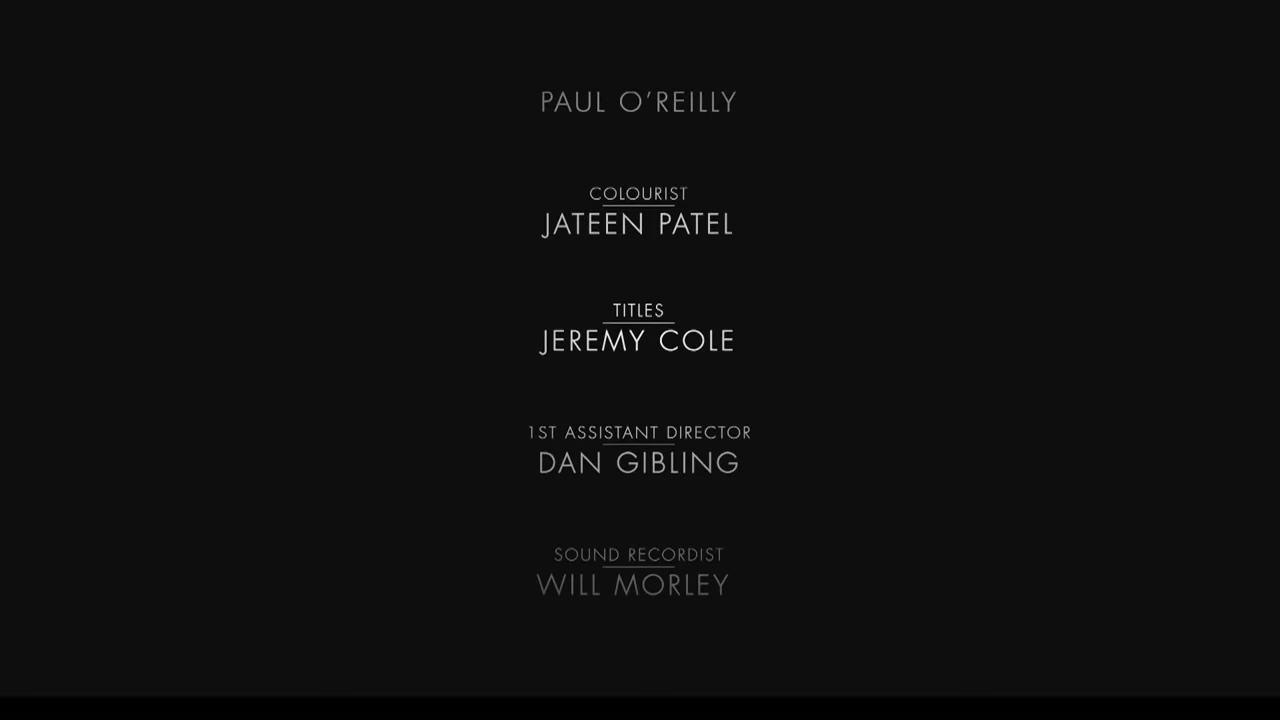 PAUL O'REILLY
COLOURIST
JATEEN PATEL
TITLES
JEREMY COLE
1ST ASSISTANT DIRECTOR
DAN GIBLING
SOUND RECORDIST
WILL MORLEY